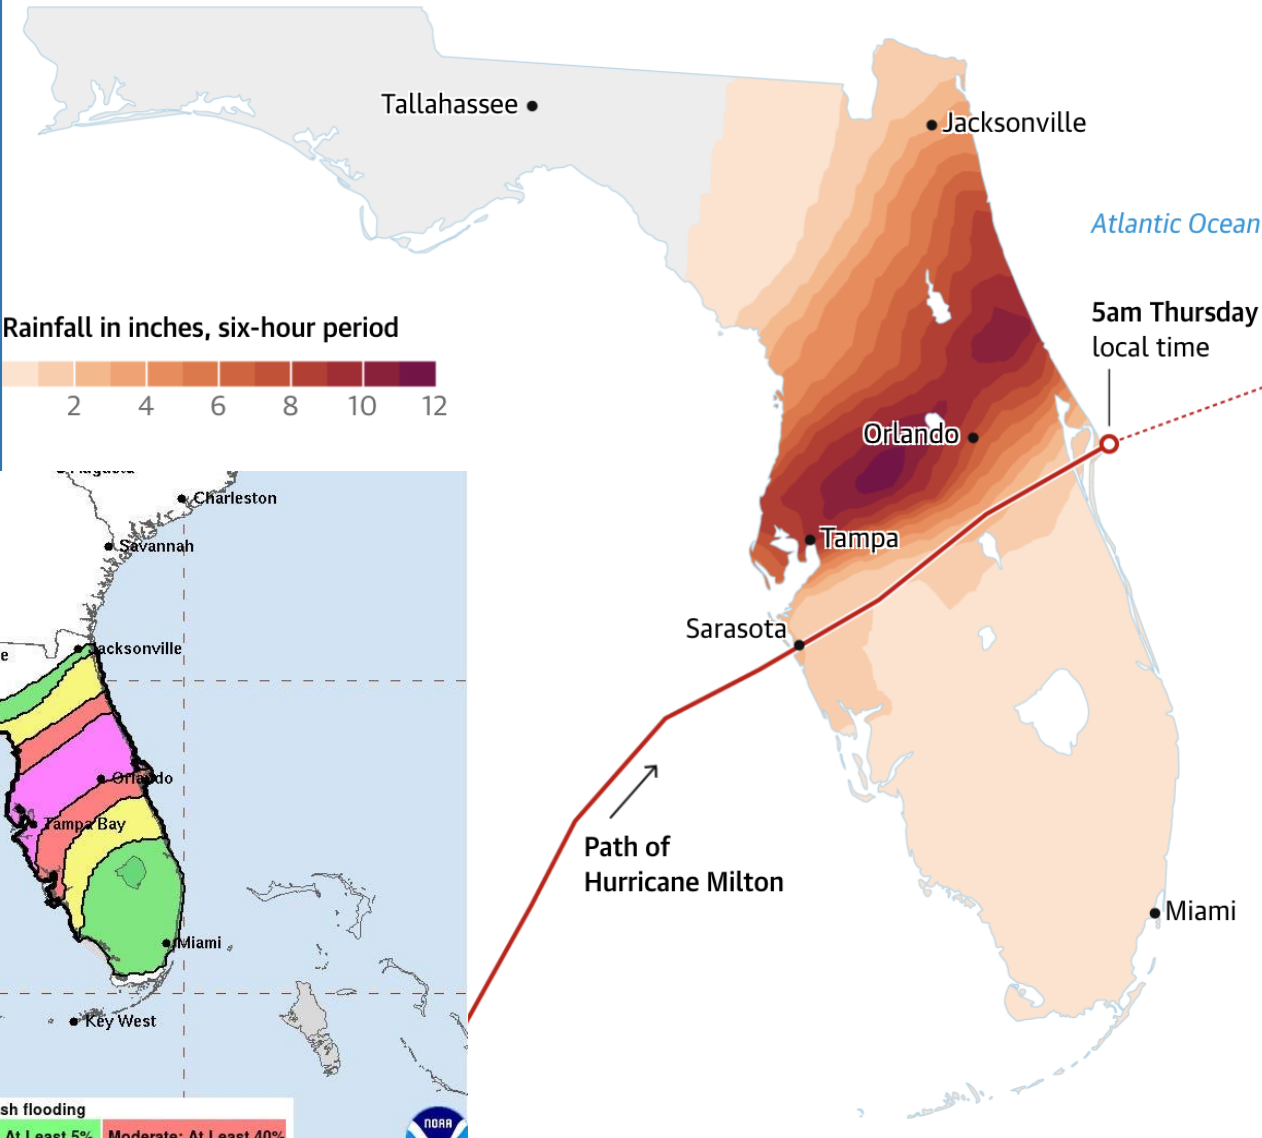 Tallahassee
Jacksonville
Atlantic Ocean
5am Thursday
local time
Rainfall in inches, six-hour period
2 4 6 8 10 12
Orlando
Tampa
Sarasota
Path of
Hurricane Milton
Miami
Augusta
Charleston
Savannah
e
Jacksonville
Orlando
Tampa Bay
Miami
Key West
sh flooding
At Least 5% Moderate: At Least 40%
NOAA